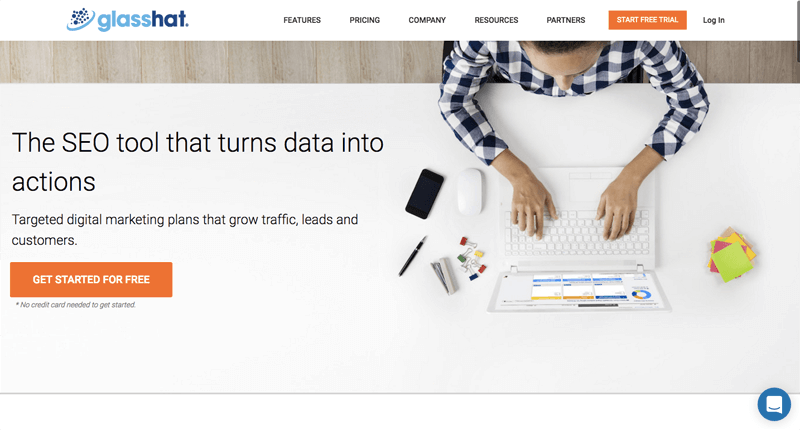 glasshat.
FEATURES
PRICING
COMPANY
RESOURCES
PARTNERS
START FREE TRIAL
Log In
The SEO tool that turns data into
actions
Targeted digital marketing plans that grow traffic, leads and
customers.
GET STARTED FOR FREE
* No credit card needed to get started.